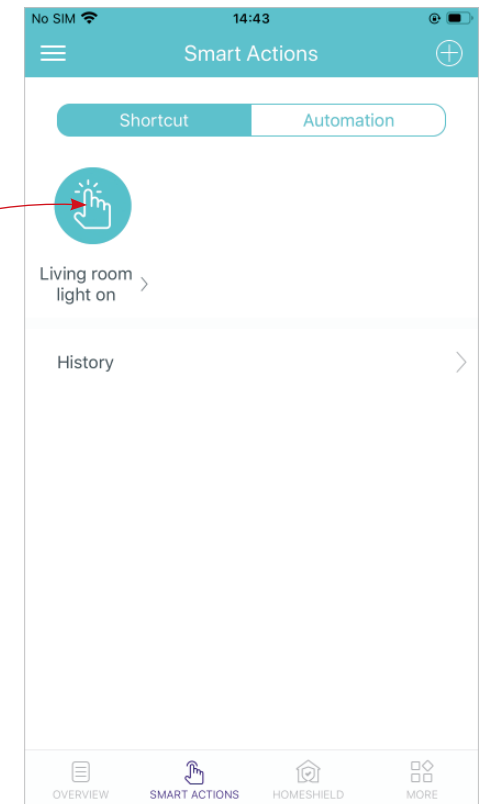 No SIM 14:43
Smart Actions
Shortcut Automation
Living room
light on
History
OVERVIEW SMART ACTIONS HOMESHIELD MORE